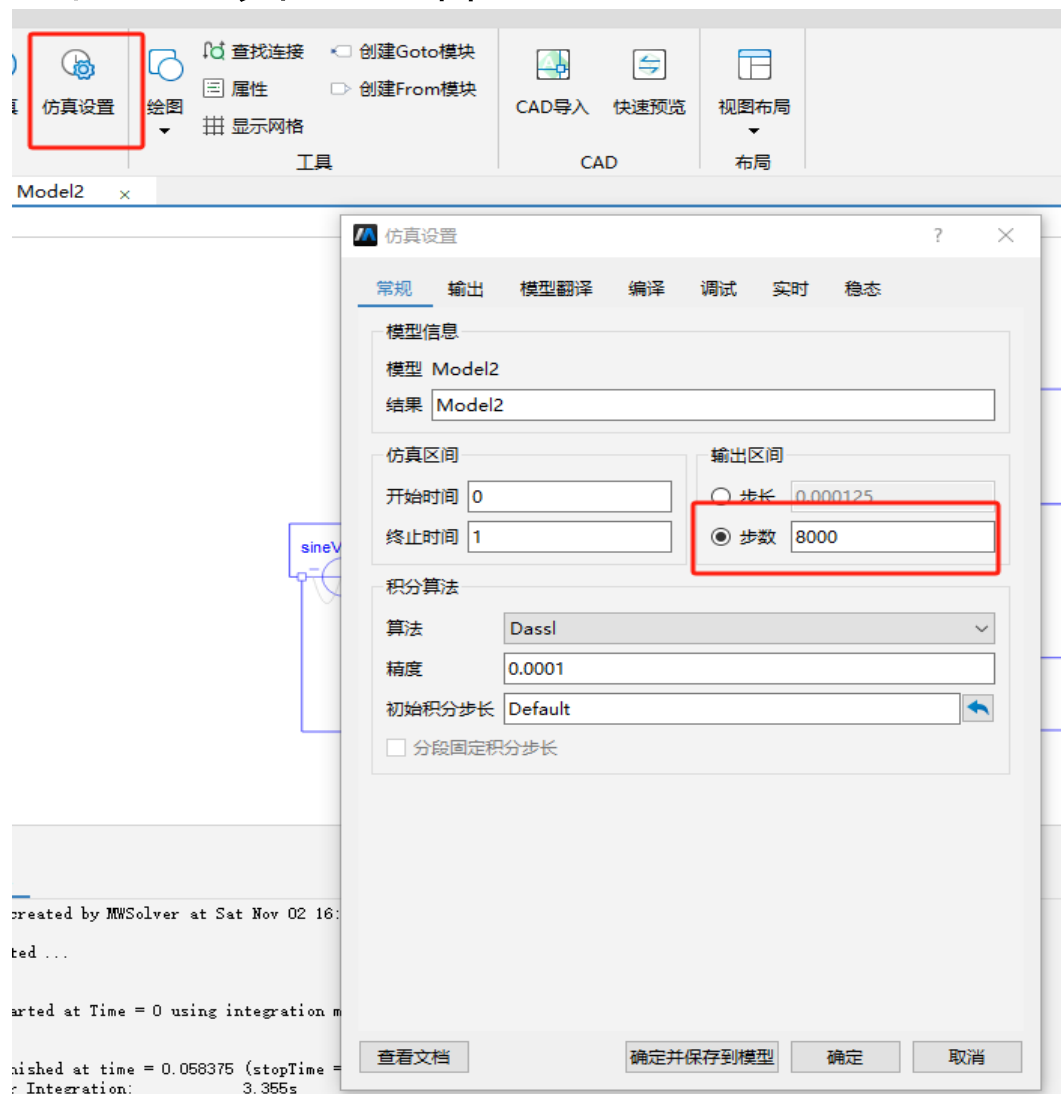 查找连接
创建Goto模块
仿真设置
绘图
属性
创建From模块
CAD导入
快速预览
视图布局
显示网格
工具
CAD
布局
Model2
仿真设置
常规 输出 模型翻译 编译 调试 实时 稳态
模型信息
模型 Model2
结果 Model2
仿真区间
输出区间
开始时间 0
步长 0.000125
终止时间 1
步数 8000
sineV
积分算法
算法 Dassl
精度 0.0001
初始积分步长 Default
分段固定积分步长
created by MWSolver at Sat Nov 02 16:
ted ...
arted at Time = 0 using integration m
nished at time = 0.058375 (stopTime =
r Integration: 3.355s
查看文档 确定并保存到模型 确定 取消